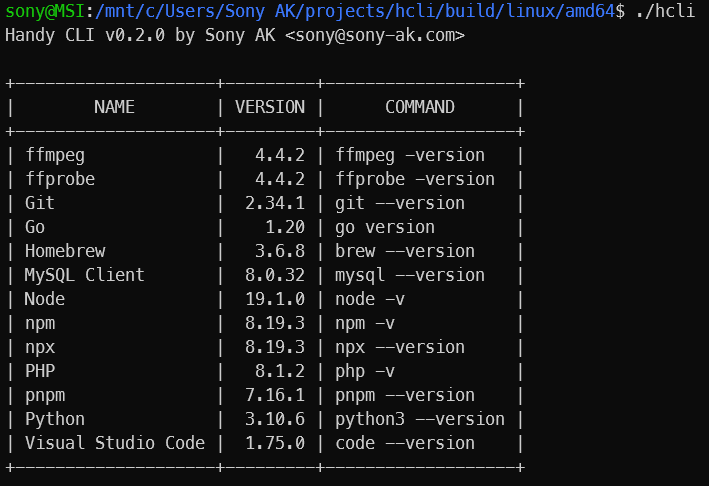 sony@MSI:/mnt/c/Users/Sony AK/projects/hcli/build/linux/amd64$ ./hcli
Handy CLI v0.2.0 by Sony AK <sony@sony-ak.com>

+--------------------+---------+-------------------+
|        NAME        | VERSION |      COMMAND      |
+--------------------+---------+-------------------+
| ffmpeg             |   4.4.2 | ffmpeg -version   |
| ffprobe            |   4.4.2 | ffprobe -version  |
| Git                |  2.34.1 | git --version     |
| Go                 |    1.20 | go version        |
| Homebrew           |   3.6.8 | brew --version    |
| MySQL Client       |  8.0.32 | mysql --version   |
| Node               |  19.1.0 | node -v           |
| npm                |  8.19.3 | npm -v            |
| npx                |  8.19.3 | npx --version     |
| PHP                |   8.1.2 | php -v            |
| pnpm               |  7.16.1 | pnpm --version    |
| Python             |  3.10.6 | python3 --version |
| Visual Studio Code |  1.75.0 | code --version    |
+--------------------+---------+-------------------+